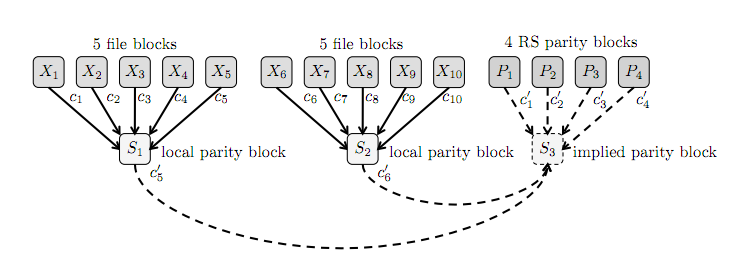 5 file blocks 5 file blocks 4 RS parity blocks
X₁ X₂ X₃ X₄ X₅ X₆ X₇ X₈ X₉ X₁₀ P₁ P₂ P₃ P₄
c₁ c₂ c₃ c₄ c₅ c₆ c₇ c₈ c₉ c₁₀ c′₁ c′₂ c′₃ c′₄
S₁ local parity block S₂ local parity block S₃ implied parity block
c′₅ c′₆